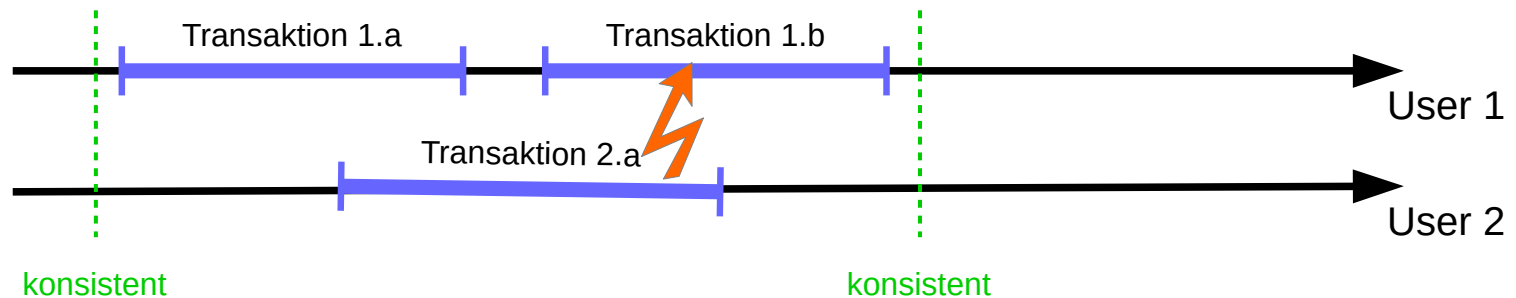 Transaktion 1.a
Transaktion 1.b
User 1
Transaktion 2.a
User 2
konsistent
konsistent